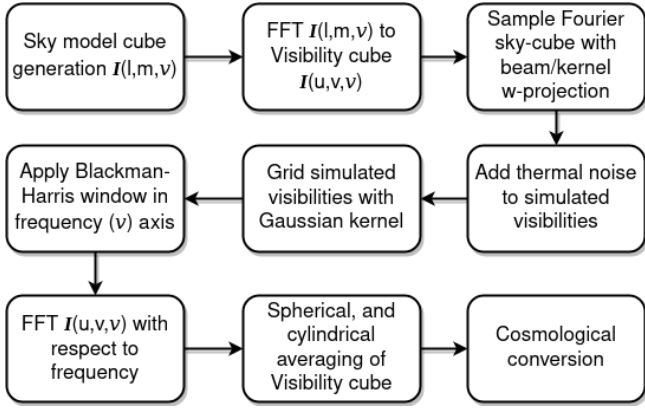 Sky model cube
generation I(l,m,ν)
FFT I(l,m,ν) to
Visibility cube
I(u,v,ν)
Sample Fourier
sky-cube with
beam/kernel
w-projection
Add thermal noise
to simulated
visibilities
Grid simulated
visibilities with
Gaussian kernel
Apply Blackman-
Harris window in
frequency (ν) axis
FFT I(u,v,ν) with
respect to
frequency
Spherical, and
cylindrical
averaging of
Visibility cube
Cosmological
conversion